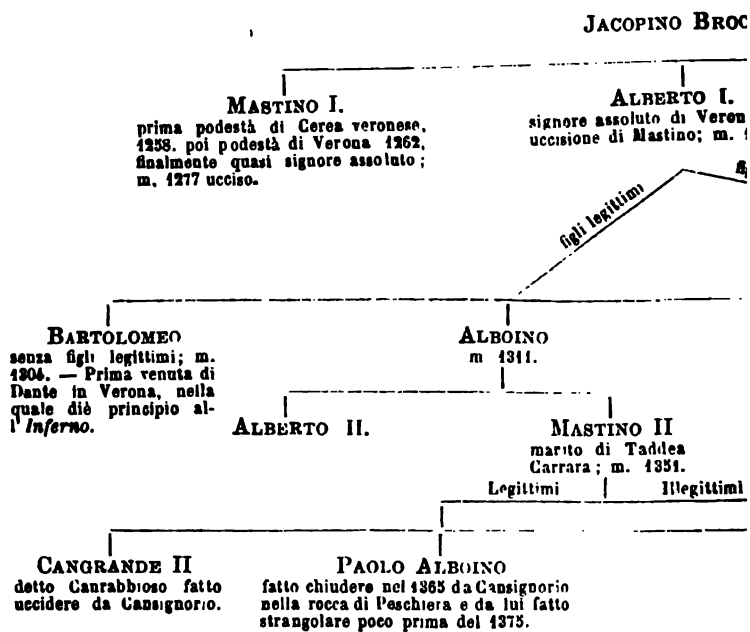 JACOPINO BROC
MASTINO I.
prima podestà di Cerea veronese,
1258. poi podestà di Verona 1262,
finalmente quasi signore assoluto;
m. 1277 ucciso.
ALBERTO I.
signore assoluto di Veron
uccisione di Mastino; m. 1
figli legittimi
fi
BARTOLOMEO
senza figli legittimi; m.
1304. — Prima venuta di
Dante in Verona, nella
quale diè principio al-
l'Inferno.
ALBOINO
m 1311.
ALBERTO II.
MASTINO II
marito di Taddea
Carrara; m. 1351.
Legittimi Illegittimi
CANGRANDE II
detto Canrabbioso fatto
uccidere da Cansignorio.
PAOLO ALBOINO
fatto chiudere nel 1365 da Cansignorio
nella rocca di Peschiera e da lui fatto
strangolare poco prima del 1375.